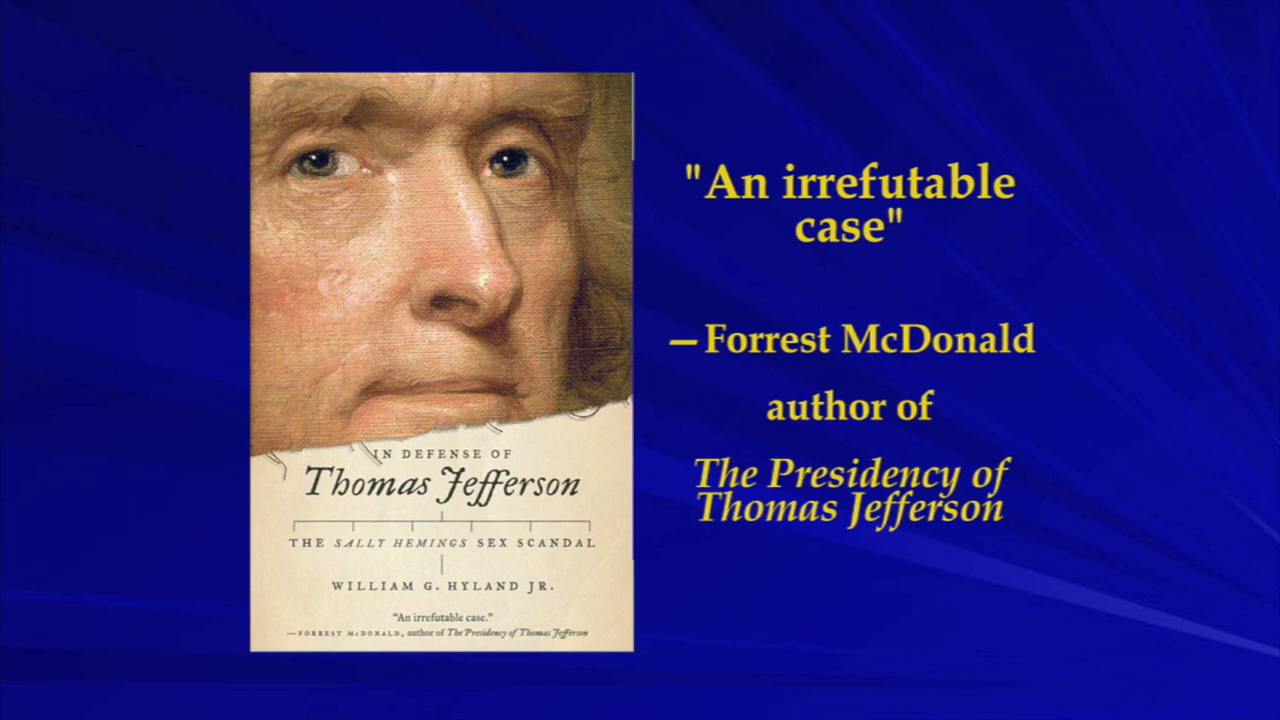 IN DEFENSE OF
Thomas Jefferson
THE SALLY HEMINGS SEX SCANDAL
WILLIAM G. HYLAND JR.
"An irrefutable case."
—FORREST McDONALD, author of The Presidency of Thomas Jefferson
"An irrefutable
case"
—Forrest McDonald
author of
The Presidency of
Thomas Jefferson